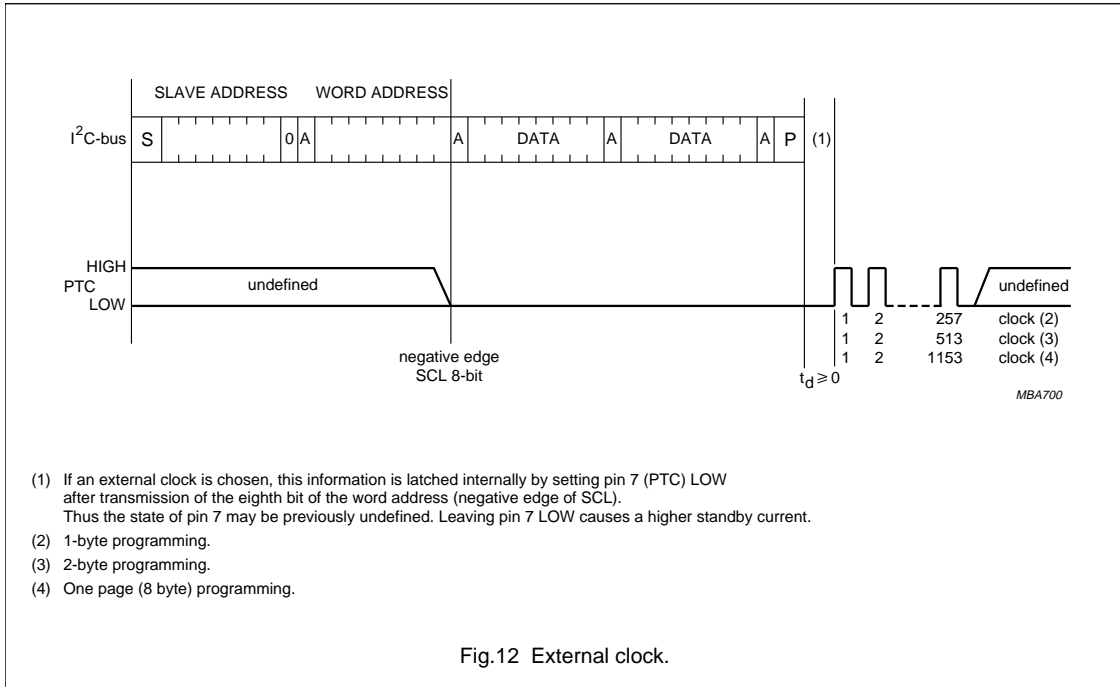 SLAVE ADDRESS WORD ADDRESS
I2C-bus S 0 A A DATA A DATA A P (1)
HIGH
PTC undefined undefined
LOW
1 2 257 clock (2)
1 2 513 clock (3)
1 2 1153 clock (4)
negative edge
SCL 8-bit
td ≥ 0
MBA700
(1) If an external clock is chosen, this information is latched internally by setting pin 7 (PTC) LOW
after transmission of the eighth bit of the word address (negative edge of SCL).
Thus the state of pin 7 may be previously undefined. Leaving pin 7 LOW causes a higher standby current.
(2) 1-byte programming.
(3) 2-byte programming.
(4) One page (8 byte) programming.
Fig.12 External clock.